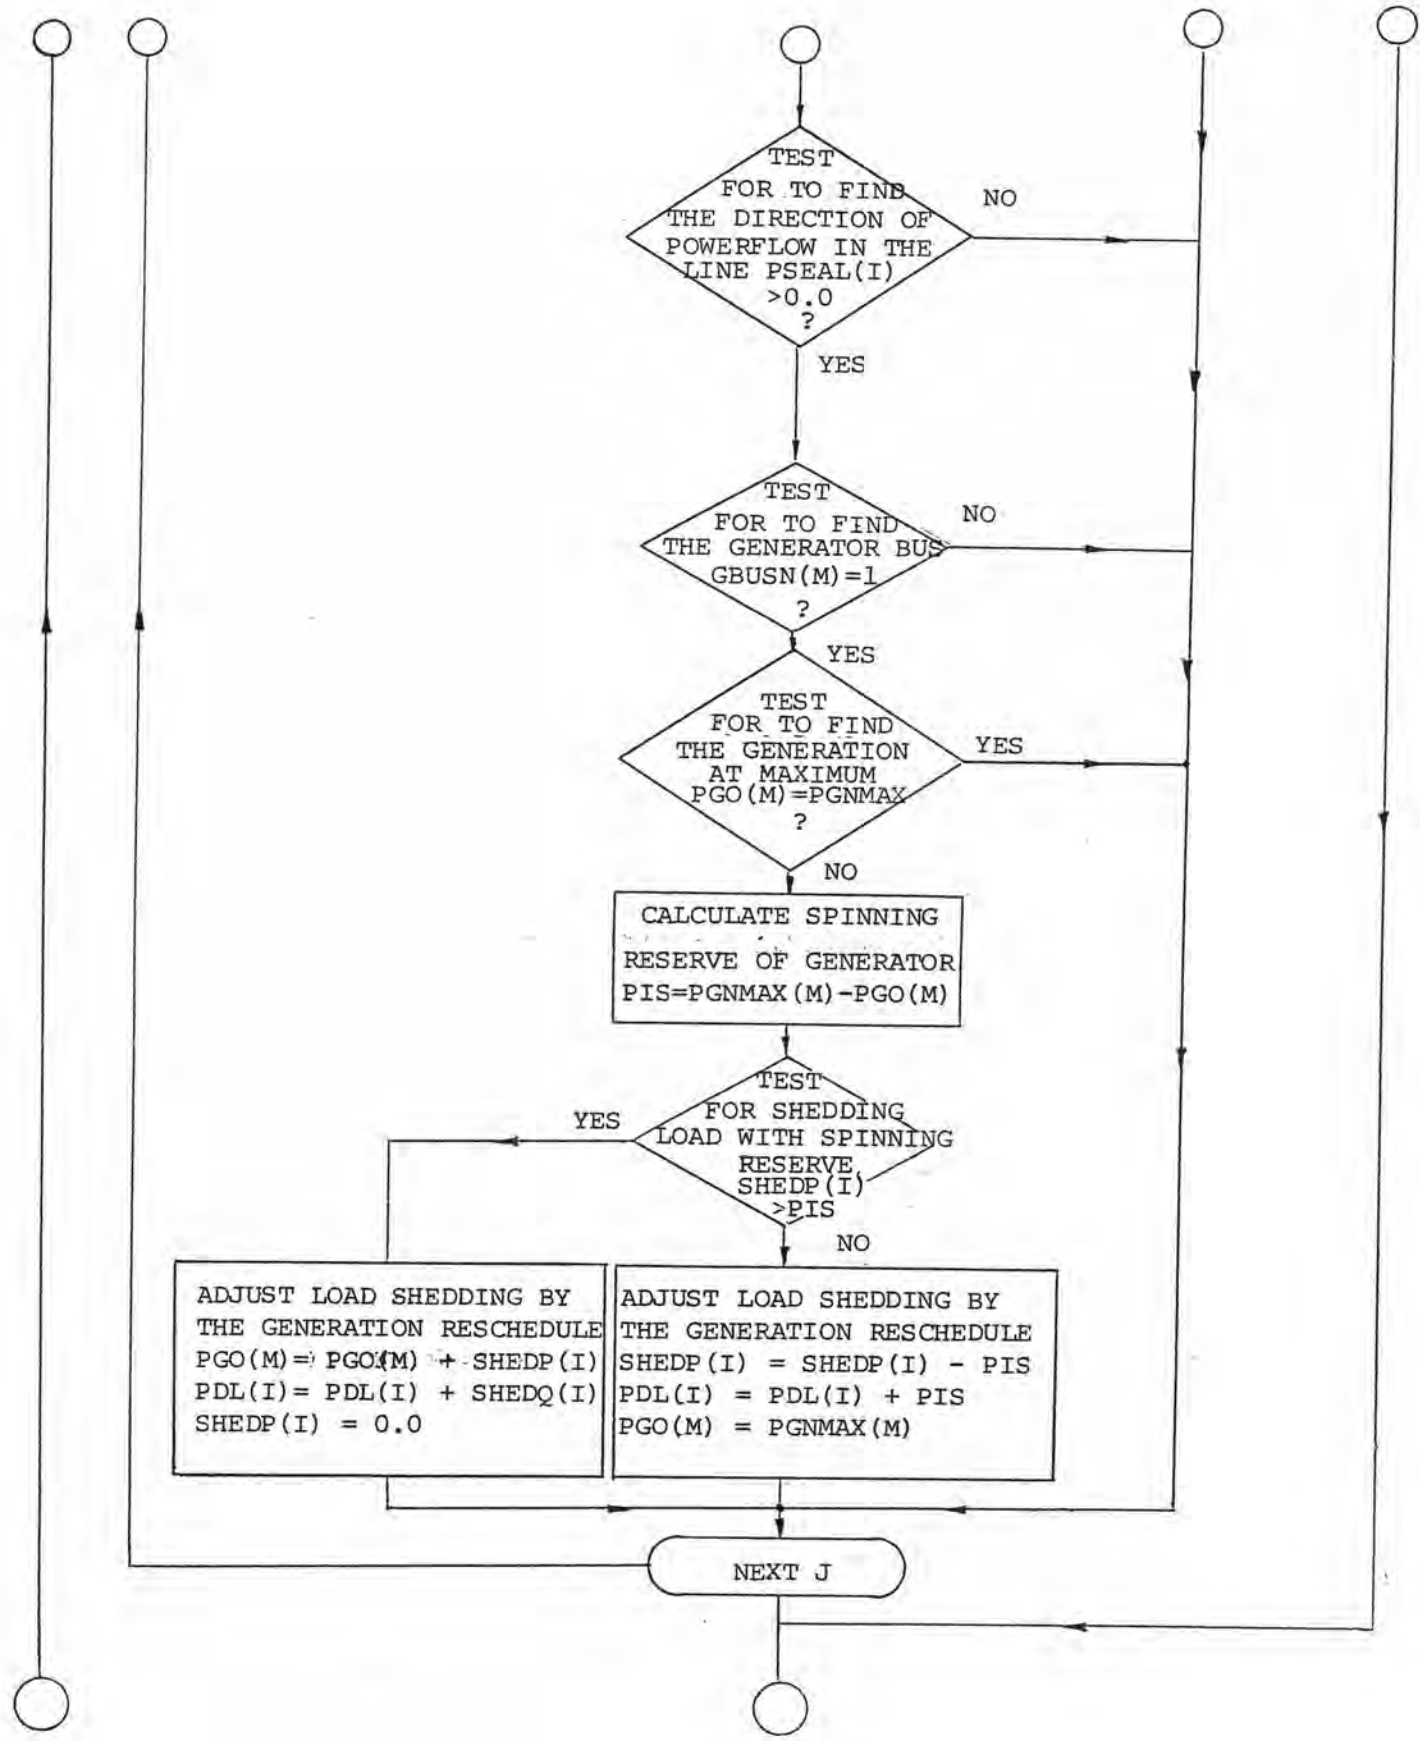 TEST
FOR TO FIND
THE DIRECTION OF
POWERFLOW IN THE
LINE PSEAL(I)
>0.0
?
NO
YES
TEST
FOR TO FIND
THE GENERATOR BUS
GBUSN(M)=1
?
NO
YES
TEST
FOR TO FIND
THE GENERATION
AT MAXIMUM
PGO(M)=PGNMAX
?
YES
NO
CALCULATE SPINNING
RESERVE OF GENERATOR
PIS=PGNMAX(M)-PGO(M)
TEST
FOR SHEDDING
LOAD WITH SPINNING
RESERVE
SHEDP(I)
>PIS
YES
NO
ADJUST LOAD SHEDDING BY
THE GENERATION RESCHEDULE
PGO(M)= PGO(M) + SHEDP(I)
PDL(I)= PDL(I) + SHEDQ(I)
SHEDP(I) = 0.0
ADJUST LOAD SHEDDING BY
THE GENERATION RESCHEDULE
SHEDP(I) = SHEDP(I) - PIS
PDL(I) = PDL(I) + PIS
PGO(M) = PGNMAX(M)
NEXT J